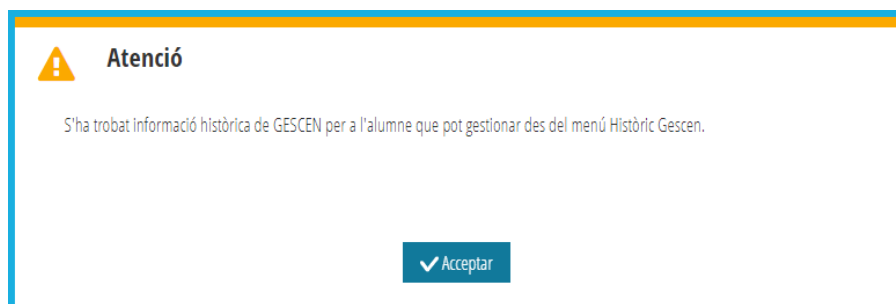 Atenció
S'ha trobat informació històrica de GESCEN per a l'alumne que pot gestionar des del menú Històric Gescen.
Acceptar